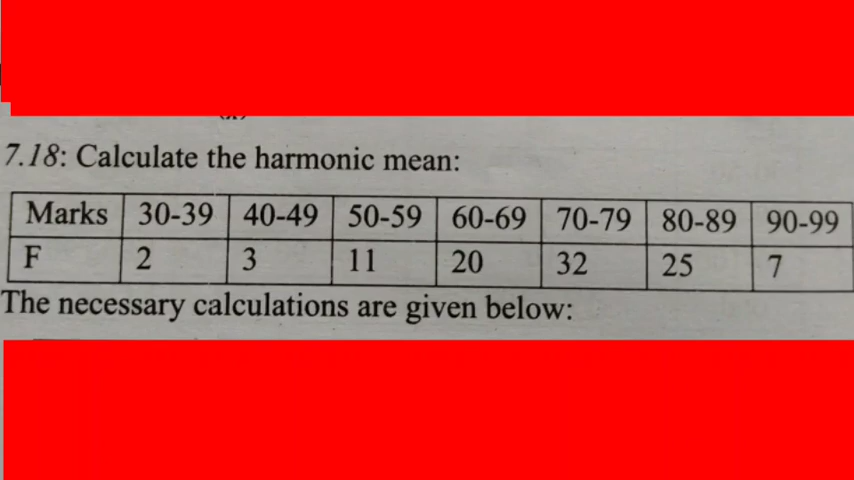 7.18: Calculate the harmonic mean:
Marks 30-39 40-49 50-59 60-69 70-79 80-89 90-99
F 2 3 11 20 32 25 7
The necessary calculations are given below: